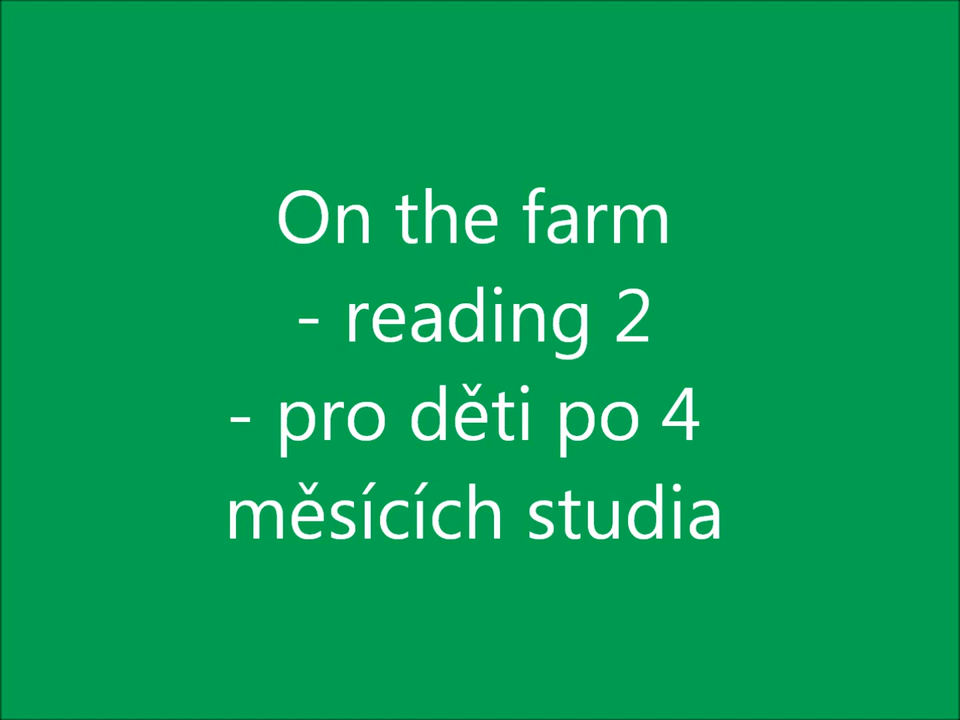 On the farm
- reading 2
- pro děti po 4
měsících studia